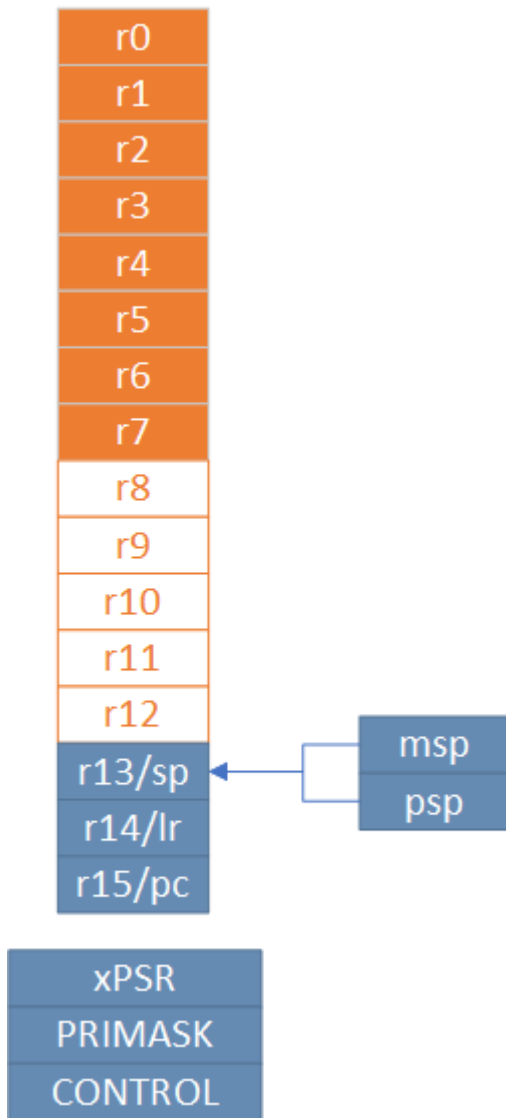 r0
r1
r2
r3
r4
r5
r6
r7
r8
r9
r10
r11
r12
r13/sp
r14/lr
r15/pc
msp
psp
xPSR
PRIMASK
CONTROL